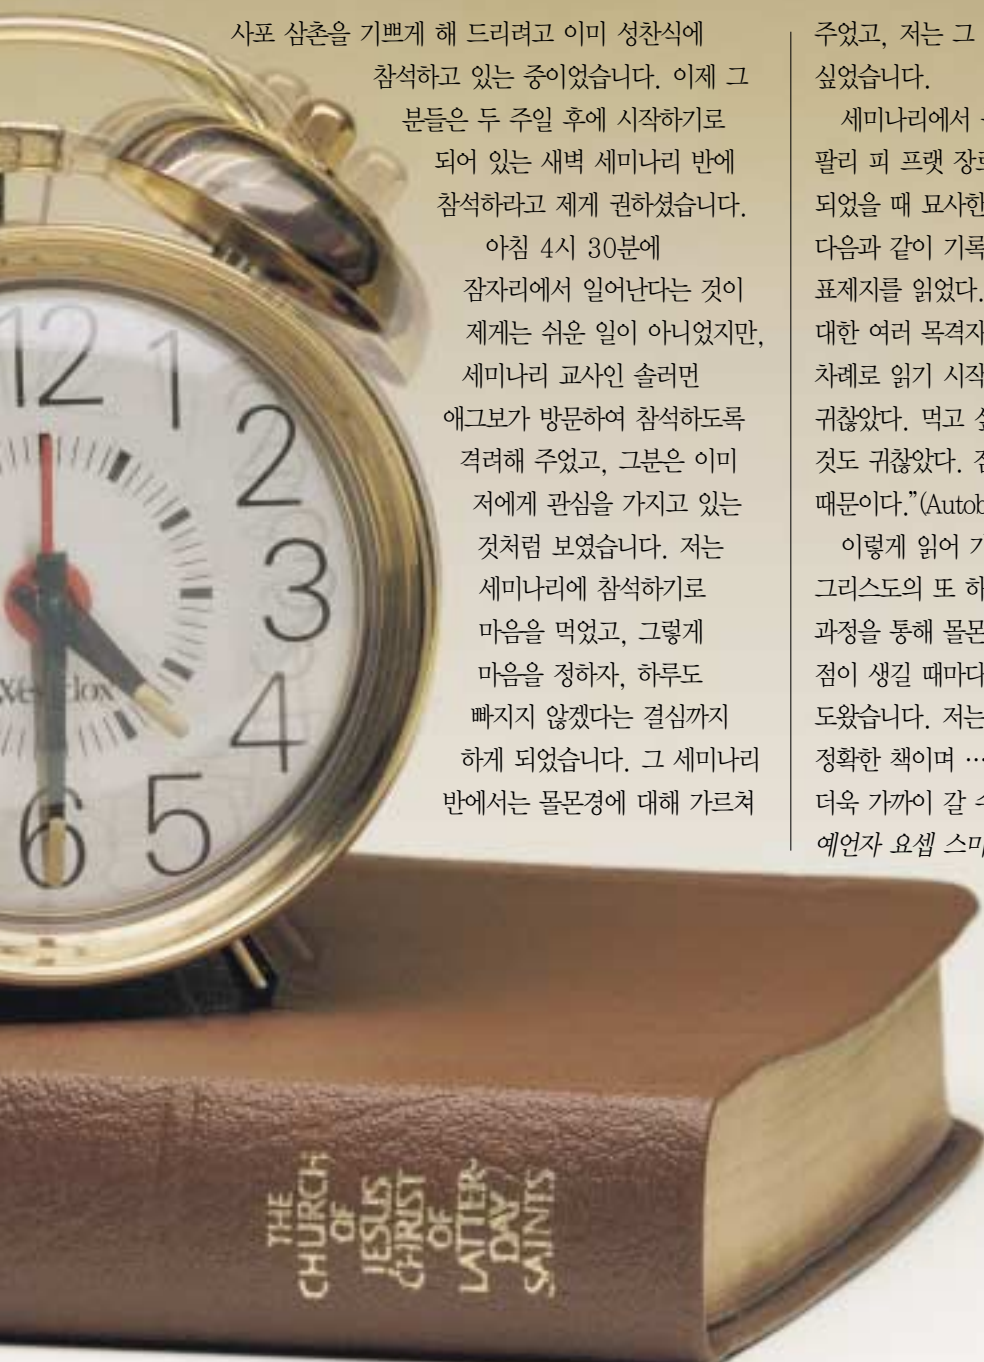 사포 삼촌을 기쁘게 해 드리려고 이미 성찬식에
참석하고 있는 중이었습니다. 이제 그
분들은 두 주일 후에 시작하기로
되어 있는 새벽 세미나리 반에
참석하라고 제게 권하셨습니다.
아침 4시 30분에
잠자리에서 일어난다는 것이
제게는 쉬운 일이 아니었지만,
세미나리 교사인 솔러먼
애그보가 방문하여 참석하도록
격려해 주었고, 그분은 이미
저에게 관심을 가지고 있는
것처럼 보였습니다. 저는
세미나리에 참석하기로
마음을 먹었고, 그렇게
마음을 정하자, 하루도
빠지지 않겠다는 결심까지
하게 되었습니다. 그 세미나리
반에서는 몰몬경에 대해 가르쳐
주었고, 저는 그
싶었습니다.
세미나리에서
팔리 피 프랫 장로
되었을 때 묘사한
다음과 같이 기록
표제지를 읽었다.
대한 여러 목격자
차례로 읽기 시작
귀찮았다. 먹고
것도 귀찮았다.
때문이다.”(Autob
이렇게 읽어 가
그리스도의 또 하
과정을 통해 몰몬
점이 생길 때마다
도왔습니다. 저는
정확한 책이며 …
더욱 가까이 갈
예언자 요셉 스미
12
1
2
3
4
5
6
THE
CHURCH
OF
JESUS
CHRIST
OF
LATTER-
DAY
SAINTS